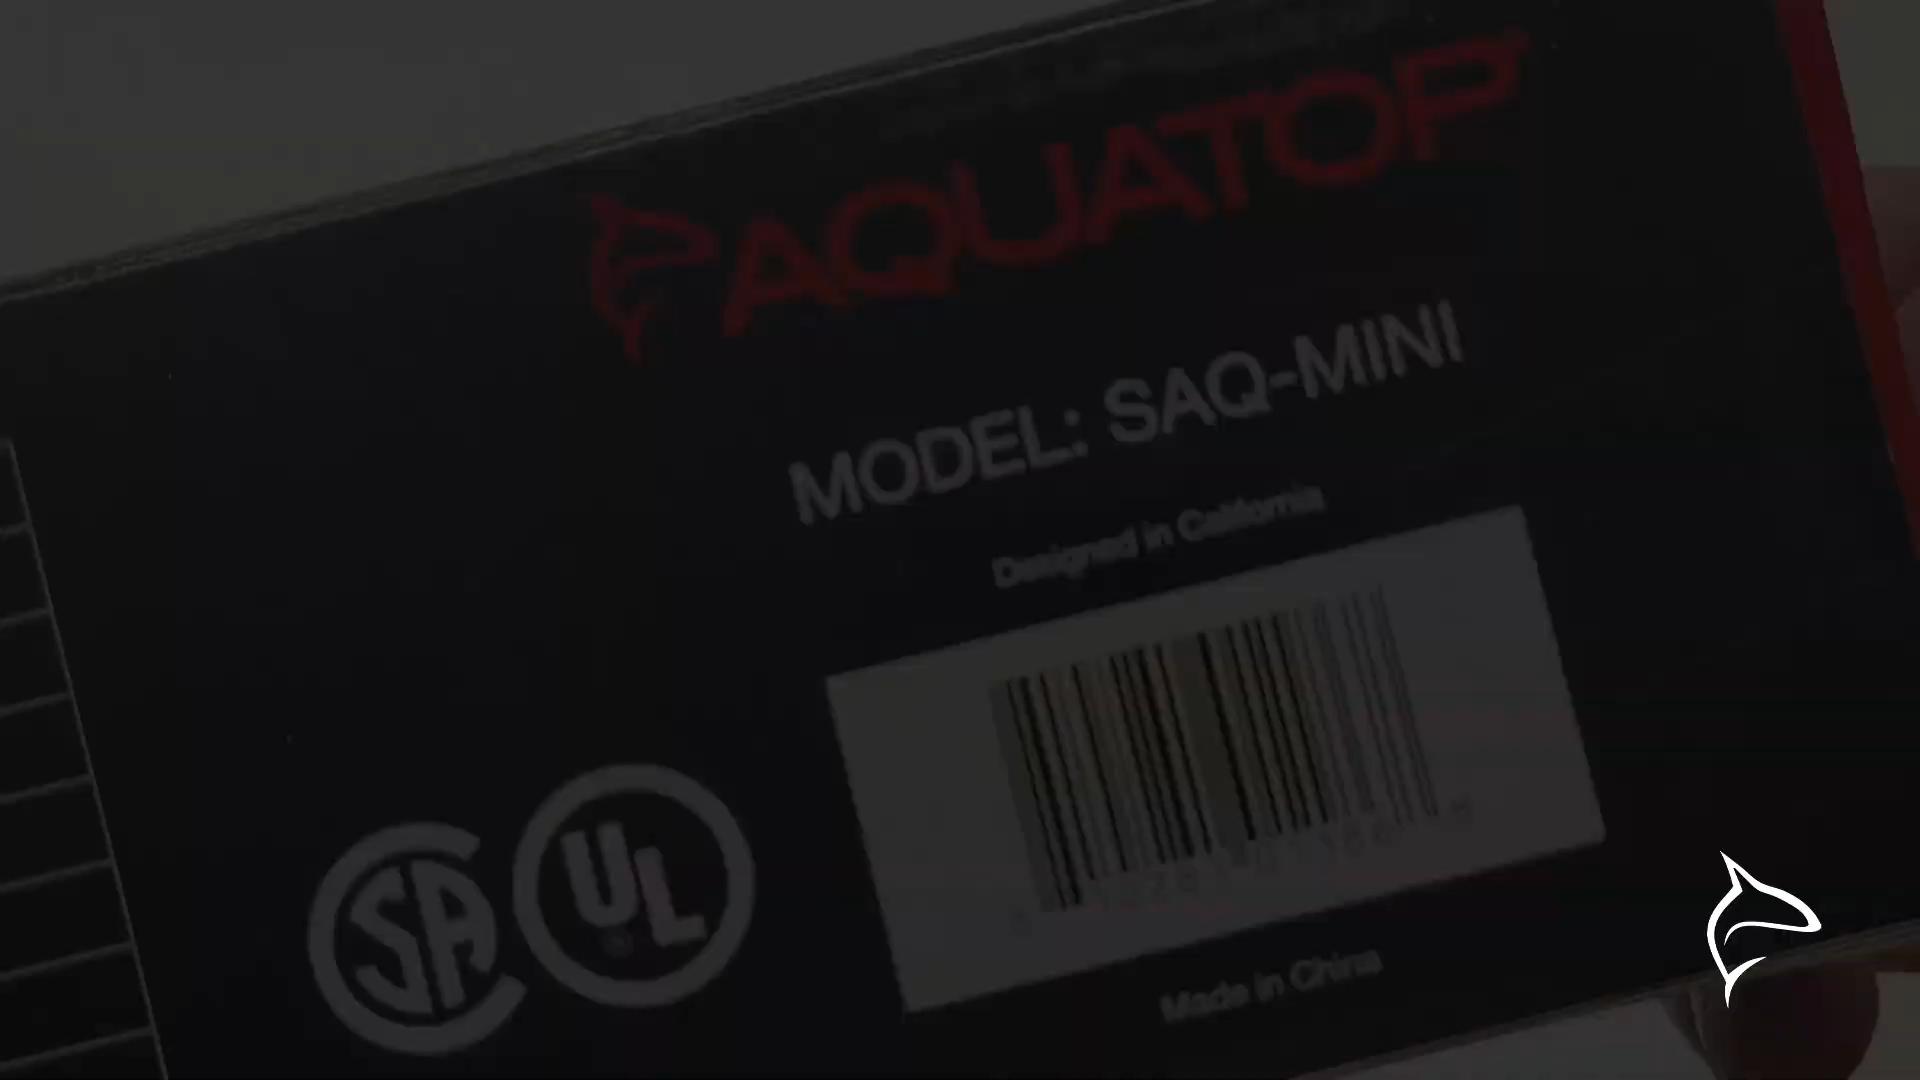 AQUATOP
MODEL: SAQ-MINI
Designed in California
SA
UL
Made in China